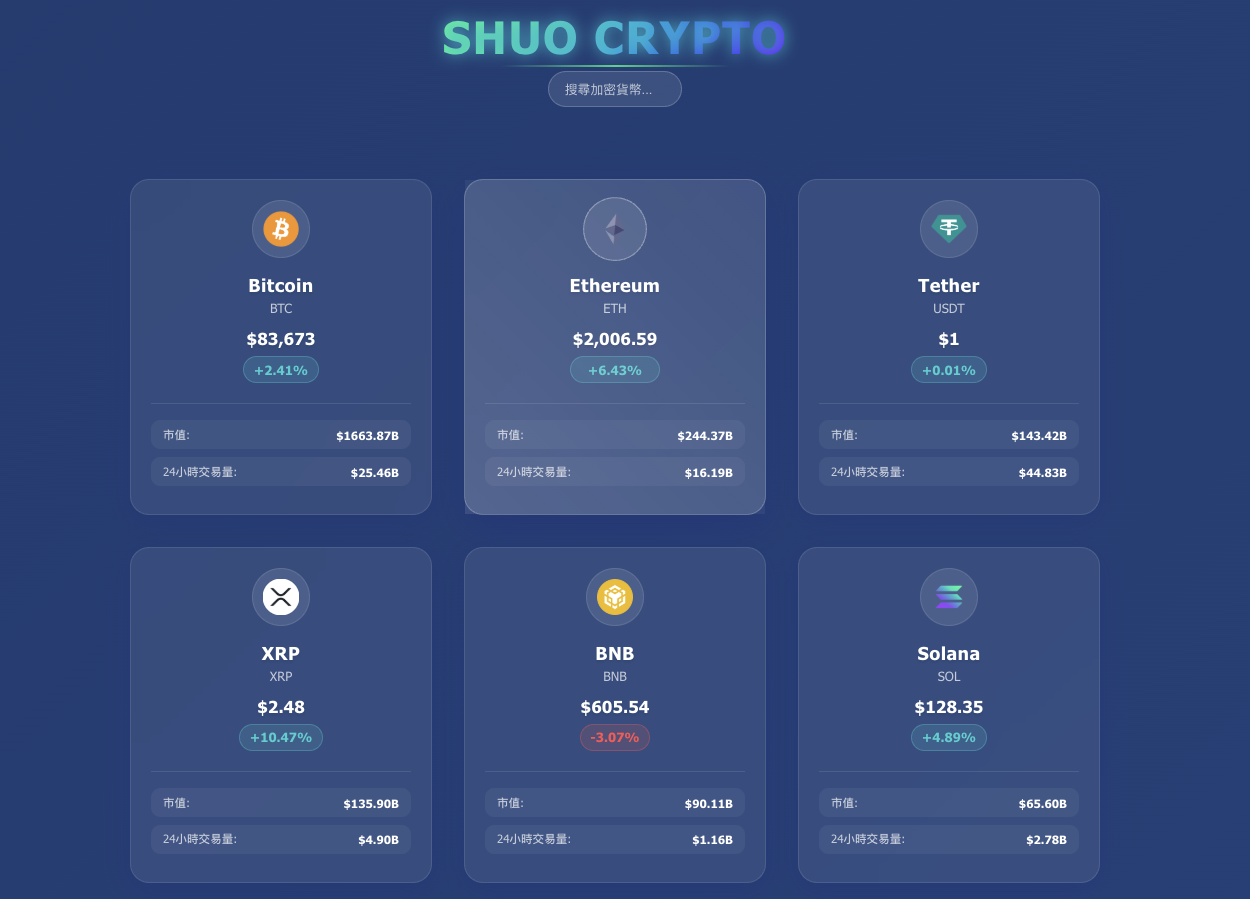 SHUO CRYPTO
搜尋加密貨幣...
Bitcoin
BTC
$83,673
+2.41%
市值: $1663.87B
24小時交易量: $25.46B
Ethereum
ETH
$2,006.59
+6.43%
市值: $244.37B
24小時交易量: $16.19B
Tether
USDT
$1
+0.01%
市值: $143.42B
24小時交易量: $44.83B
XRP
XRP
$2.48
+10.47%
市值: $135.90B
24小時交易量: $4.90B
BNB
BNB
$605.54
-3.07%
市值: $90.11B
24小時交易量: $1.16B
Solana
SOL
$128.35
+4.89%
市值: $65.60B
24小時交易量: $2.78B